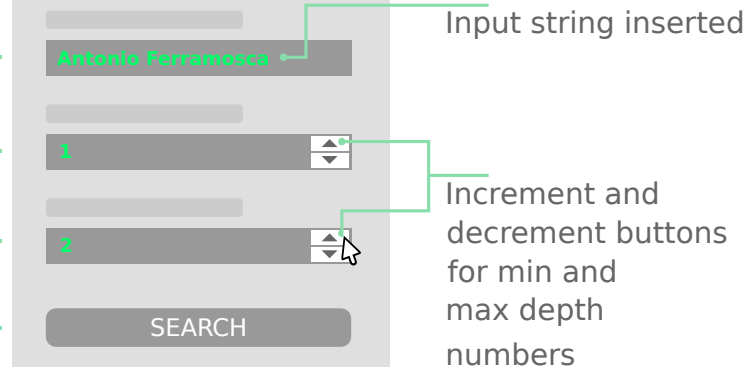 Input string inserted
Antonio Ferramosca
1
Increment and
decrement buttons
for min and
max depth
numbers
2
SEARCH